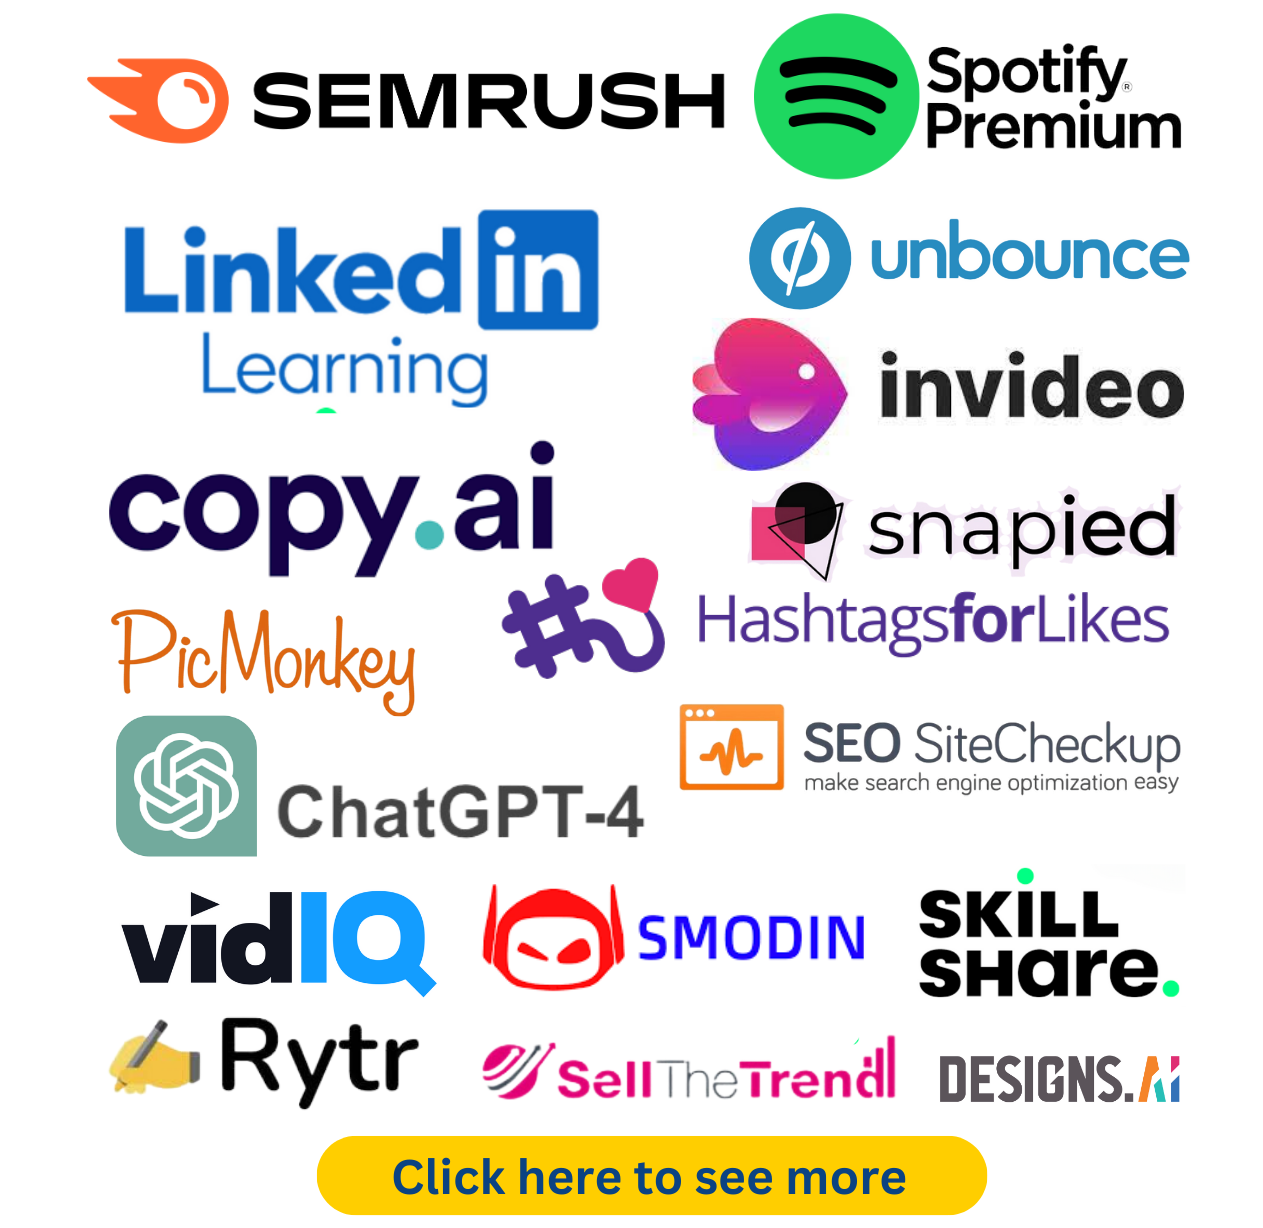 SEMRUSH
Spotify®
Premium
Linked in
Learning
unbounce
invideo
copy.ai
snapied
HashtagsforLikes
PicMonkey
SEO SiteCheckup
make search engine optimization easy
ChatGPT-4
vidIQ
SMODIN
SKiLL
SHare.
Rytr
SellTheTrend
DESIGNS.AI
Click here to see more